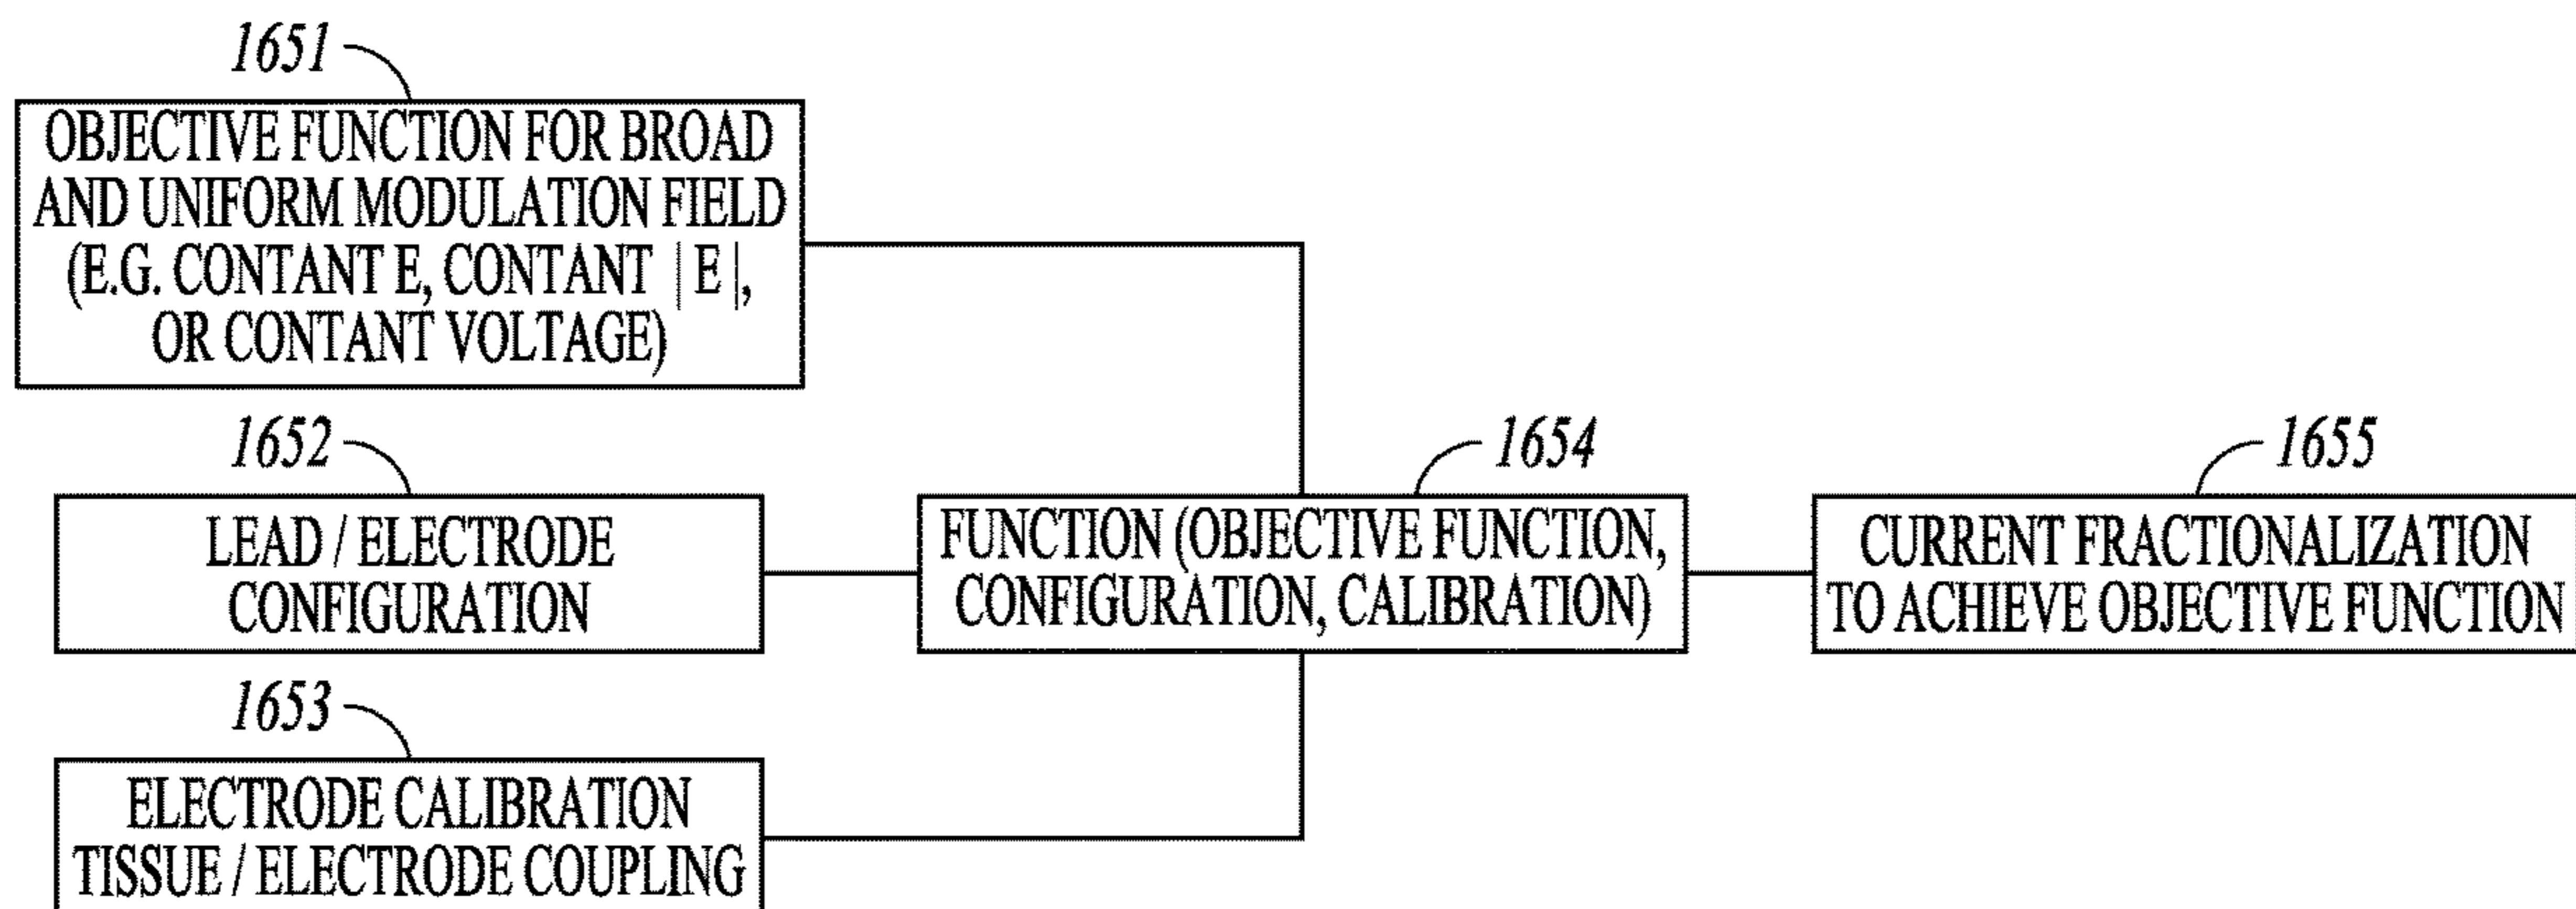 1651
OBJECTIVE FUNCTION FOR BROAD
AND UNIFORM MODULATION FIELD
(E.G. CONTANT E, CONTANT | E |,
OR CONTANT VOLTAGE)
1652
LEAD / ELECTRODE
CONFIGURATION
1653
ELECTRODE CALIBRATION
TISSUE / ELECTRODE COUPLING
1654
FUNCTION (OBJECTIVE FUNCTION,
CONFIGURATION, CALIBRATION)
1655
CURRENT FRACTIONALIZATION
TO ACHIEVE OBJECTIVE FUNCTION